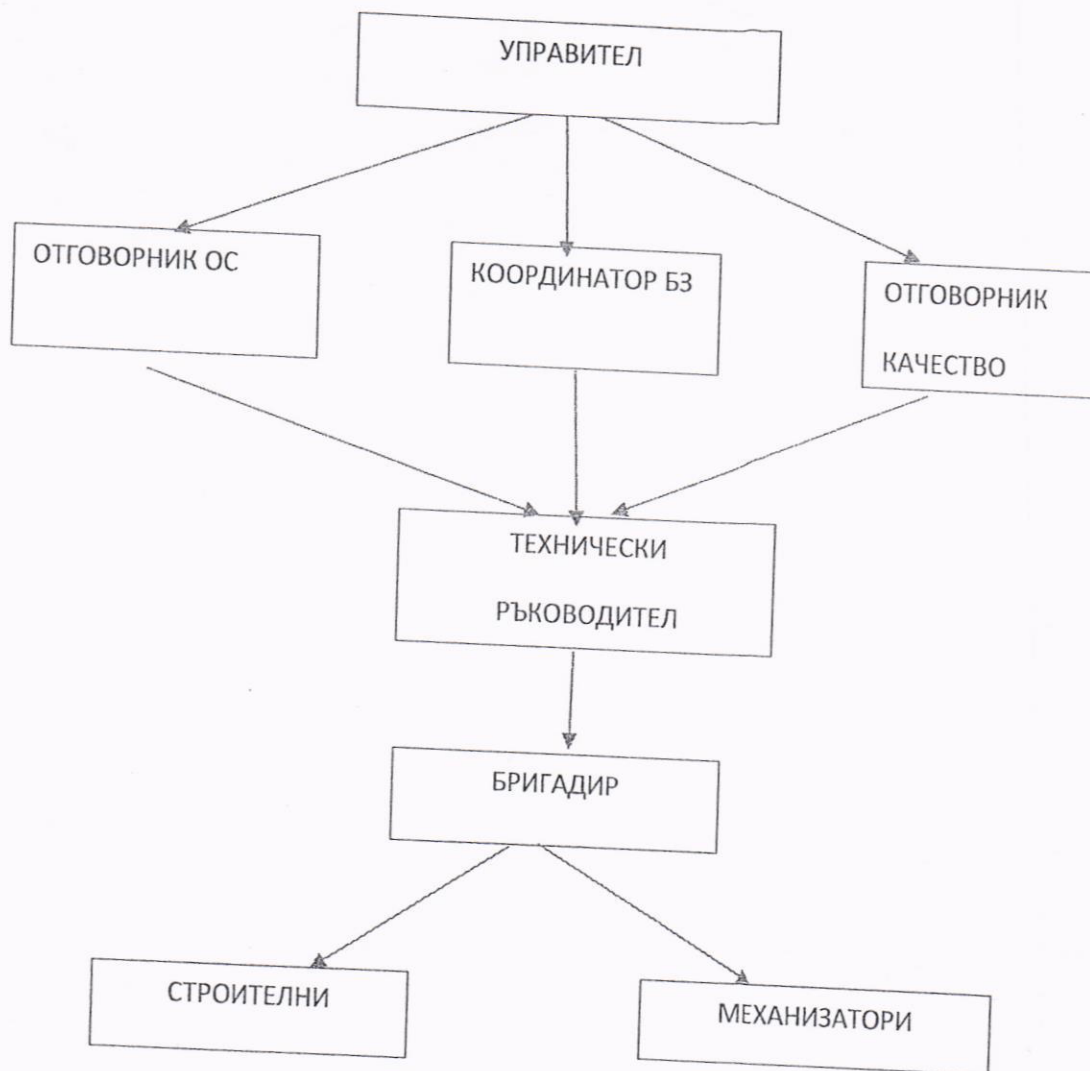 УПРАВИТЕЛ
ОТГОВОРНИК ОС
КООРДИНАТОР БЗ
ОТГОВОРНИК
КАЧЕСТВО
ТЕХНИЧЕСКИ
РЪКОВОДИТЕЛ
БРИГАДИР
СТРОИТЕЛНИ
МЕХАНИЗАТОРИ